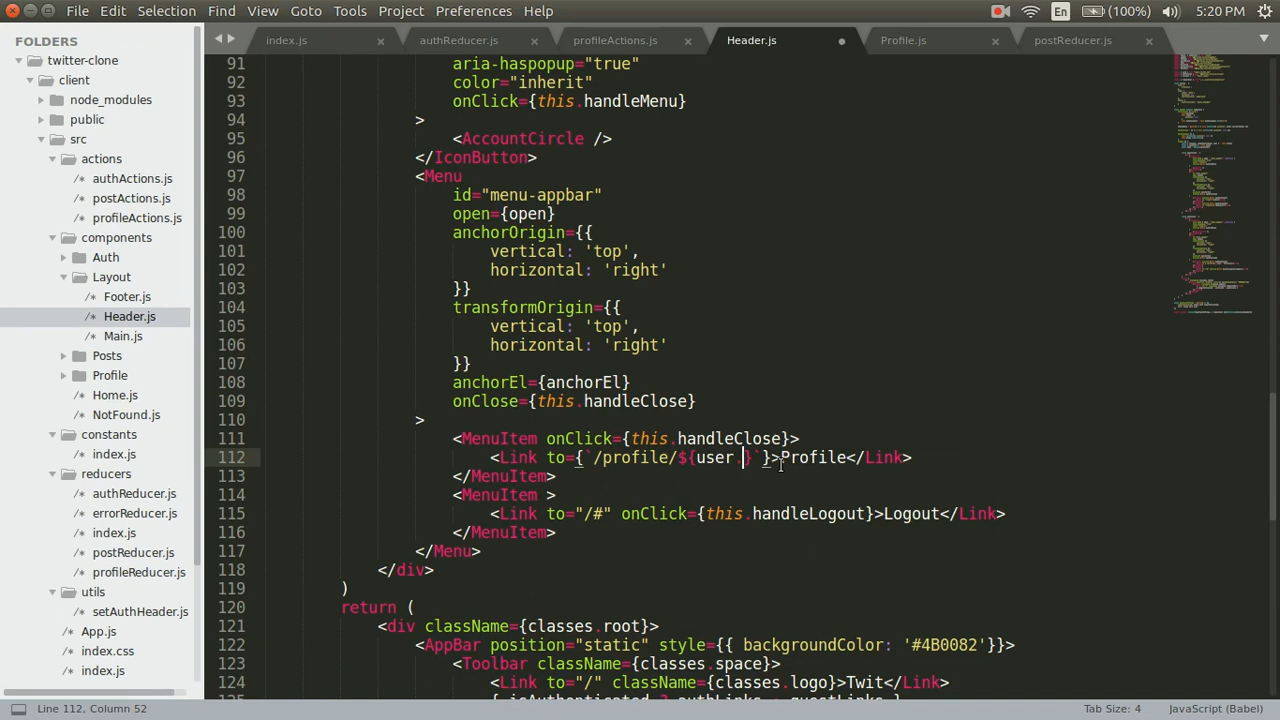 File Edit Selection Find View Goto Tools Project Preferences Help En (100%) 5:20 PM
FOLDERS
twitter-clone
client
node_modules
public
src
actions
/* authActions.js
/* postActions.js
/* profileActions.js
components
Auth
Layout
/* Footer.js
/* Header.js
/* Main.js
Posts
Profile
/* Home.js
/* NotFound.js
constants
/* index.js
reducers
/* authReducer.js
/* errorReducer.js
/* index.js
/* postReducer.js
/* profileReducer.js
utils
/* setAuthHeader.js
/* App.js
/* index.css
/* index.js
index.js × authReducer.js × profileActions.js × Header.js Profile.js × postReducer.js ×
91 aria-haspopup="true"
92 color="inherit"
93 onClick={this.handleMenu}
94 >
95 <AccountCircle />
96 </IconButton>
97 <Menu
98 id="menu-appbar"
99 open={open}
100 anchorOrigin={{
101 vertical: 'top',
102 horizontal: 'right'
103 }}
104 transformOrigin={{
105 vertical: 'top',
106 horizontal: 'right'
107 }}
108 anchorEl={anchorEl}
109 onClose={this.handleClose}
110 >
111 <MenuItem onClick={this.handleClose}>
112 <Link to={`/profile/${user.}`}>Profile</Link>
113 </MenuItem>
114 <MenuItem >
115 <Link to="/#" onClick={this.handleLogout}>Logout</Link>
116 </MenuItem>
117 </Menu>
118 </div>
119 )
120 return (
121 <div className={classes.root}>
122 <AppBar position="static" style={{ backgroundColor: '#4B0082'}}>
123 <Toolbar className={classes.space}>
124 <Link to="/" className={classes.logo}>Twit</Link>
Line 112, Column 52 Tab Size: 4 JavaScript (Babel)